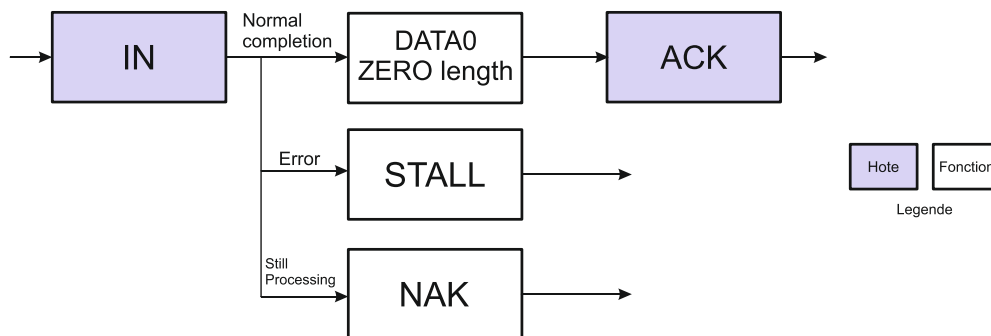 Normal
completion
IN
DATA0
ZERO length
ACK
Error
STALL
Hote
Fonction
Legende
Still
Processing
NAK